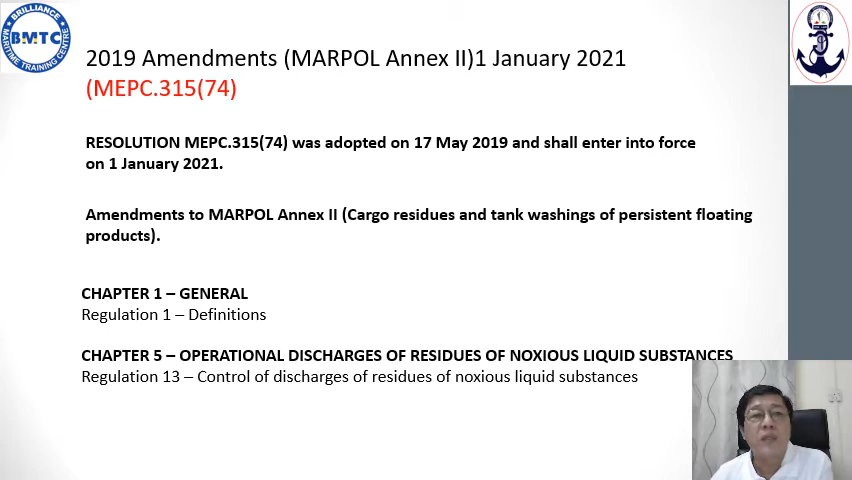 BRILLIANCE
BMTC
MARITIME TRAINING CENTRE
2019 Amendments (MARPOL Annex II)1 January 2021
(MEPC.315(74)
RESOLUTION MEPC.315(74) was adopted on 17 May 2019 and shall enter into force
on 1 January 2021.
Amendments to MARPOL Annex II (Cargo residues and tank washings of persistent floating
products).
CHAPTER 1 – GENERAL
Regulation 1 – Definitions
CHAPTER 5 – OPERATIONAL DISCHARGES OF RESIDUES OF NOXIOUS LIQUID SUBSTANCES
Regulation 13 – Control of discharges of residues of noxious liquid substances